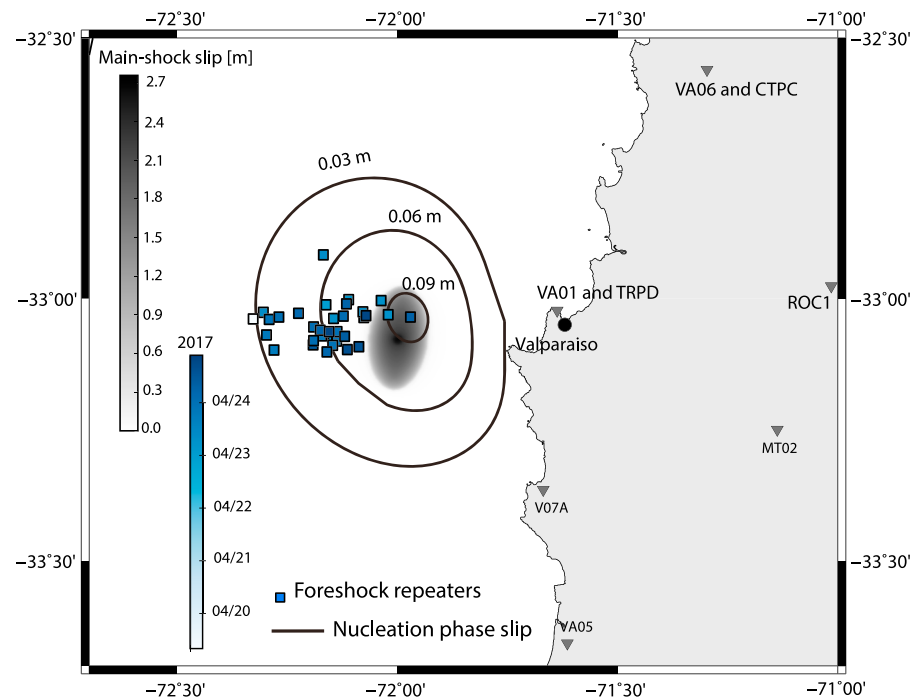 −72˚30' −72˚00' −71˚30' −71˚00'
−32˚30' −32˚30'
Main-shock slip [m]
2.7
2.4
2.1
1.8
1.5
1.2
0.9
0.6
0.3
0.0
VA06 and CTPC
0.03 m
0.06 m
0.09 m
−33˚00' −33˚00'
VA01 and TRPD
ROC1
Valparaiso
2017
04/24
04/23
04/22
04/21
04/20
MT02
V07A
−33˚30' −33˚30'
Foreshock repeaters
Nucleation phase slip
VA05
−72˚30' −72˚00' −71˚30' −71˚00'